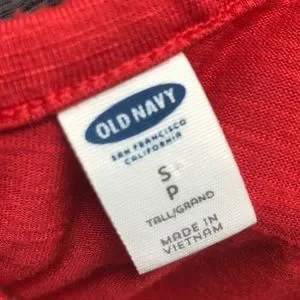 OLD NAVY
SAN FRANCISCO
CALIFORNIA
S
P
TALL/GRAND
MADE IN
VIETNAM